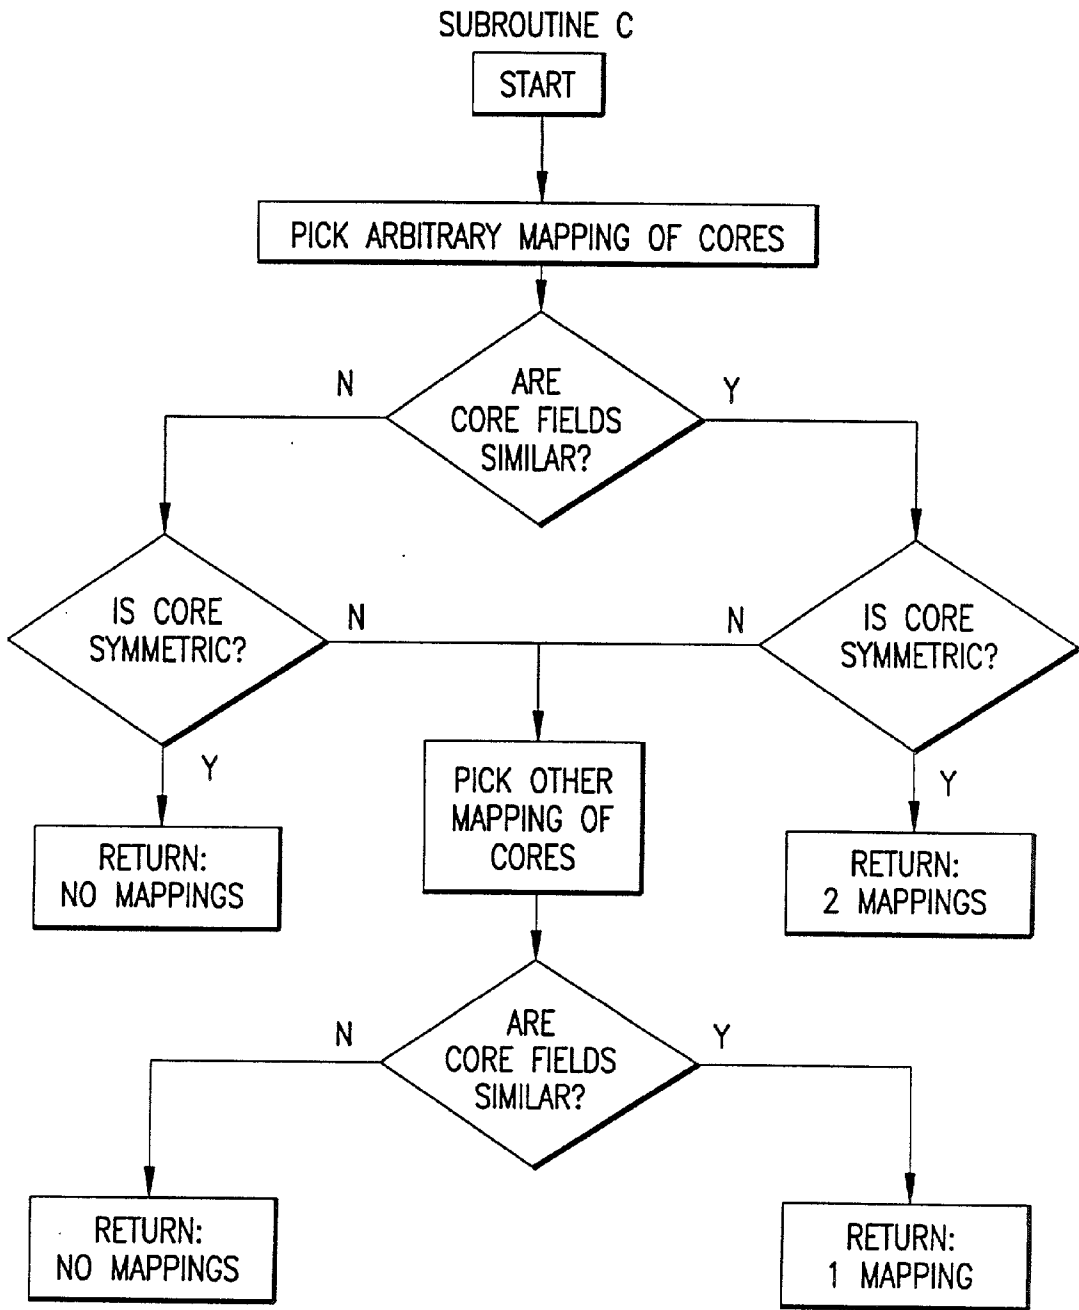 SUBROUTINE C
START
PICK ARBITRARY MAPPING OF CORES
N
ARE
CORE FIELDS
SIMILAR?
Y
IS CORE
SYMMETRIC?
N
N
IS CORE
SYMMETRIC?
Y
PICK OTHER
MAPPING OF
CORES
Y
RETURN:
NO MAPPINGS
RETURN:
2 MAPPINGS
N
ARE
CORE FIELDS
SIMILAR?
Y
RETURN:
NO MAPPINGS
RETURN:
1 MAPPING